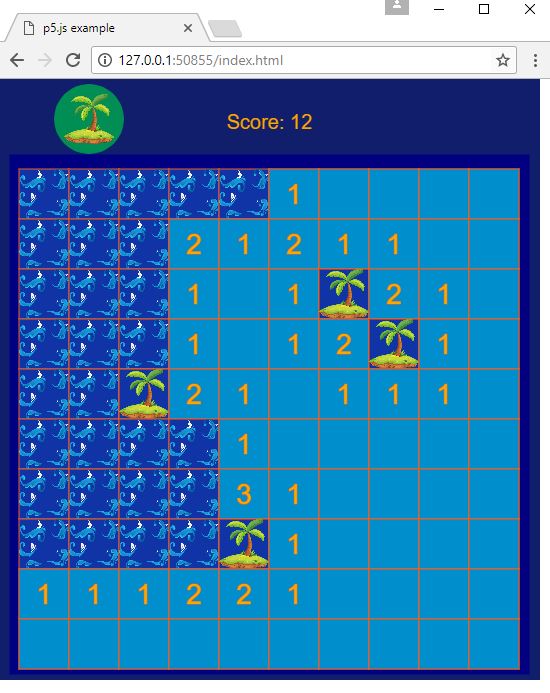 p5.js example
127.0.0.1:50855/index.html
Score: 12
1
2 1 2 1 1
1 1 2 1
1 1 2 1
2 1 1 1 1
1
3 1
1
1 1 1 2 2 1